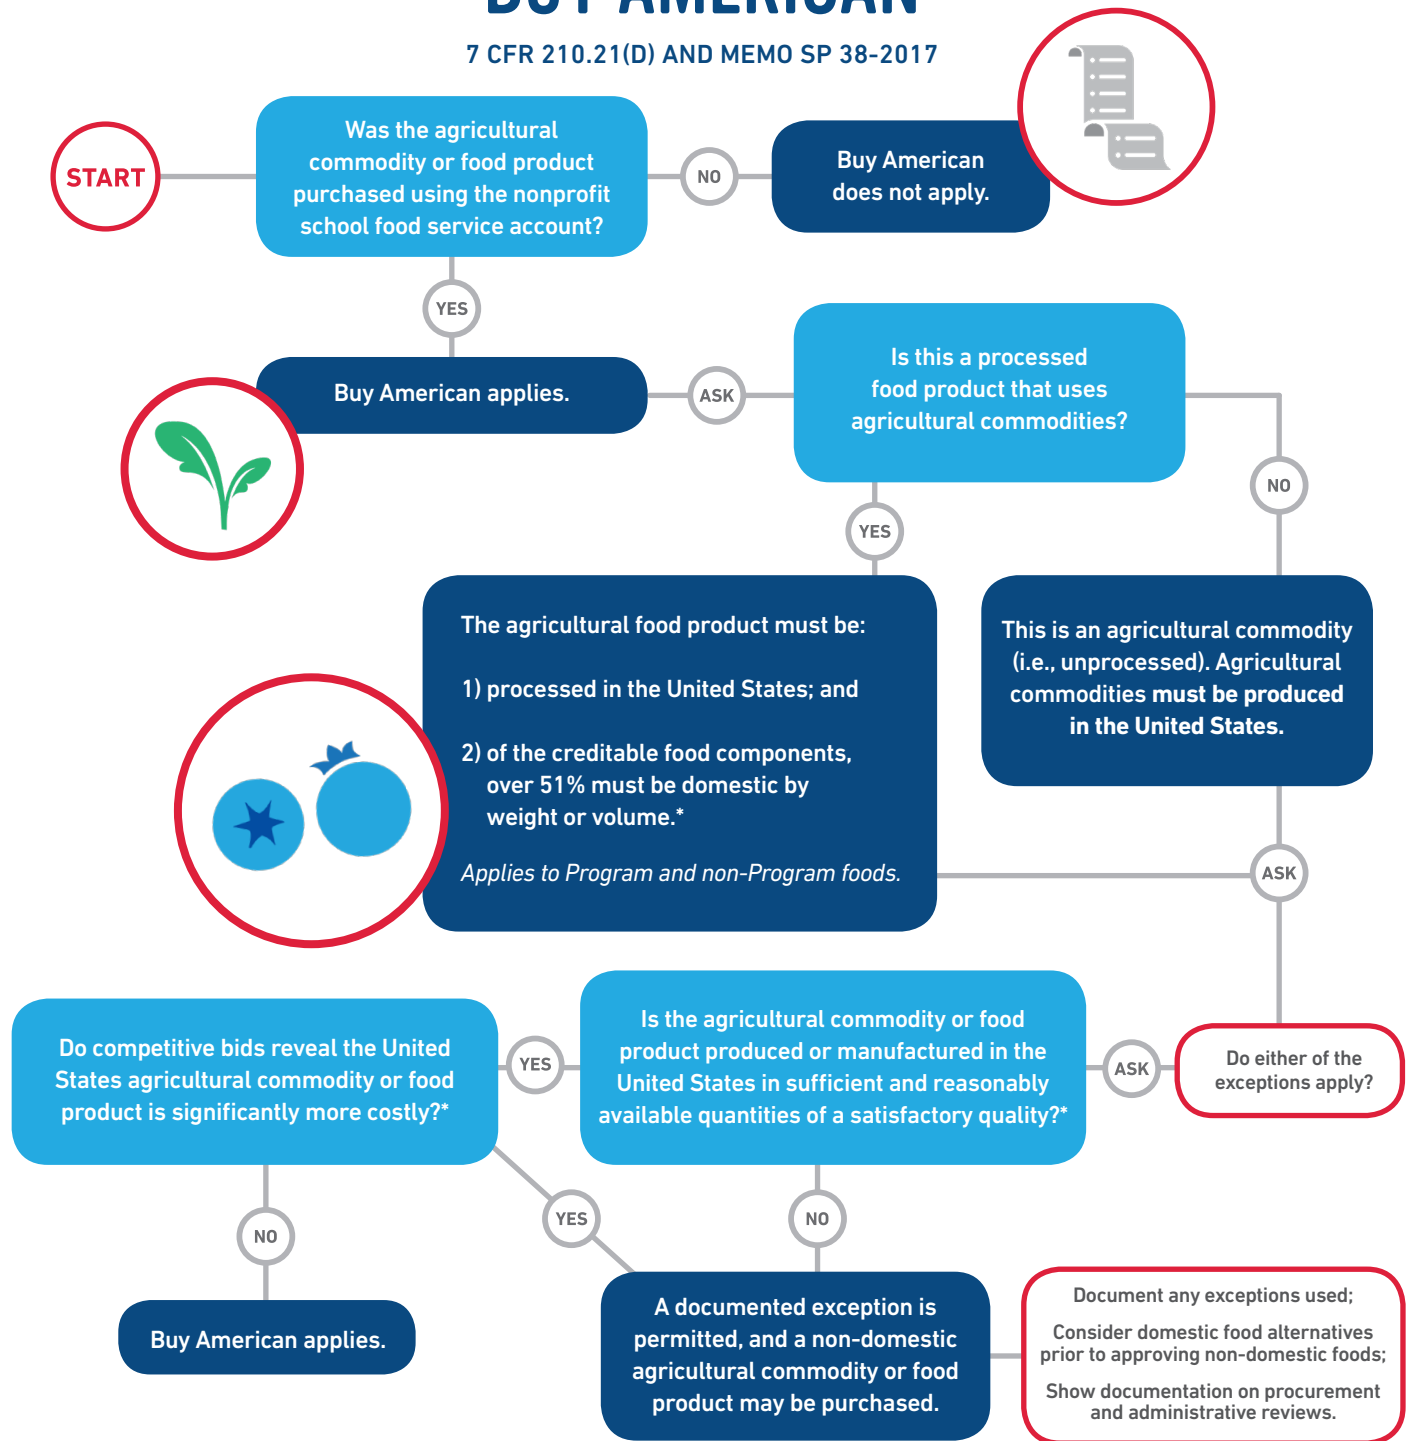 BUY AMERICAN
7 CFR 210.21(D) AND MEMO SP 38-2017
START
Was the agricultural
commodity or food product
purchased using the nonprofit
school food service account?
NO
Buy American
does not apply.
YES
Buy American applies.
ASK
Is this a processed
food product that uses
agricultural commodities?
NO
YES
The agricultural food product must be:
1) processed in the United States; and
2) of the creditable food components,
over 51% must be domestic by
weight or volume.*
Applies to Program and non-Program foods.
This is an agricultural commodity
(i.e., unprocessed). Agricultural
commodities must be produced
in the United States.
ASK
Do either of the
exceptions apply?
ASK
Is the agricultural commodity or food
product produced or manufactured in the
United States in sufficient and reasonably
available quantities of a satisfactory quality?*
YES
Do competitive bids reveal the United
States agricultural commodity or food
product is significantly more costly?*
NO
YES
NO
Buy American applies.
A documented exception is
permitted, and a non-domestic
agricultural commodity or food
product may be purchased.
Document any exceptions used;
Consider domestic food alternatives
prior to approving non-domestic foods;
Show documentation on procurement
and administrative reviews.